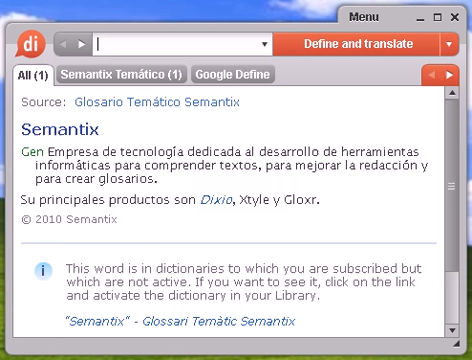 Menu
di
Define and translate
All (1) Semantix Temático (1) Google Define
Source: Glosario Temático Semantix
Semantix
Gen Empresa de tecnología dedicada al desarrollo de herramientas
informáticas para comprender textos, para mejorar la redacción y
para crear glosarios.
Su principales productos son Dixio, Xtyle y Gloxr.
© 2010 Semantix
i
This word is in dictionaries to which you are subscribed but
which are not active. If you want to see it, click on the link
and activate the dictionary in your Library.
"Semantix" - Glossari Temàtic Semantix